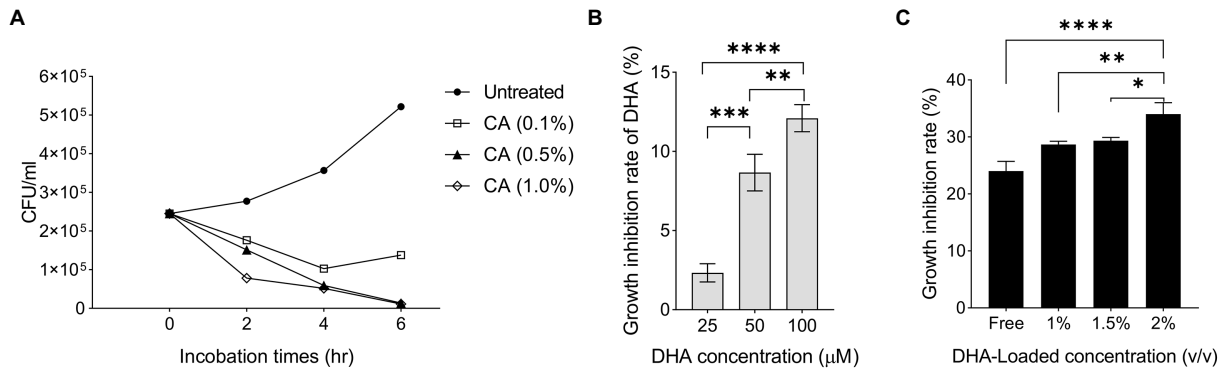 A
CFU/ml
6×10⁵
5×10⁵
4×10⁵
3×10⁵
2×10⁵
1×10⁵
0
0 2 4 6
Incobation times (hr)
Untreated
CA (0.1%)
CA (0.5%)
CA (1.0%)
B
Growth inhibition rate of DHA (%)
15
10
5
0
****
**
***
25 50 100
DHA concentration (μM)
C
Growth inhibition rate (%)
40
30
20
10
0
****
**
*
Free 1% 1.5% 2%
DHA-Loaded concentration (v/v)